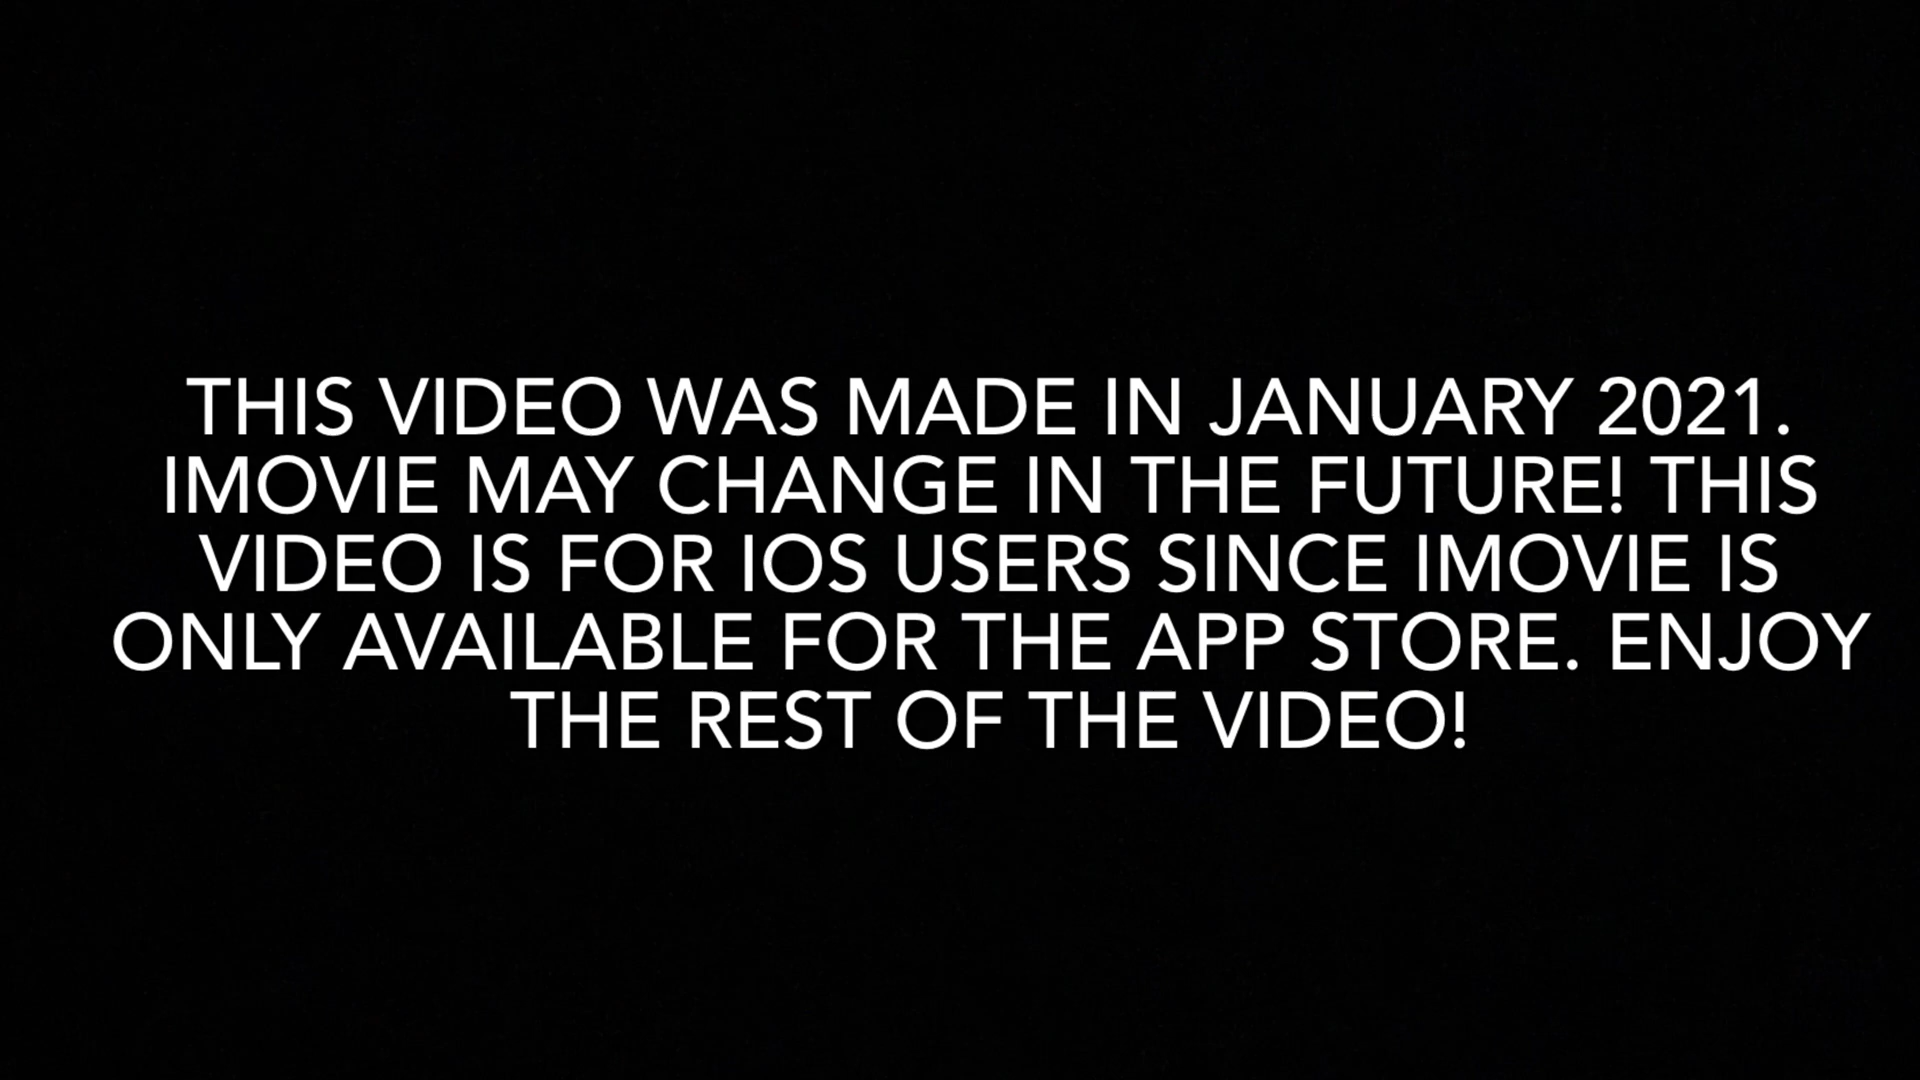 THIS VIDEO WAS MADE IN JANUARY 2021.
IMOVIE MAY CHANGE IN THE FUTURE! THIS
VIDEO IS FOR IOS USERS SINCE IMOVIE IS
ONLY AVAILABLE FOR THE APP STORE. ENJOY
THE REST OF THE VIDEO!